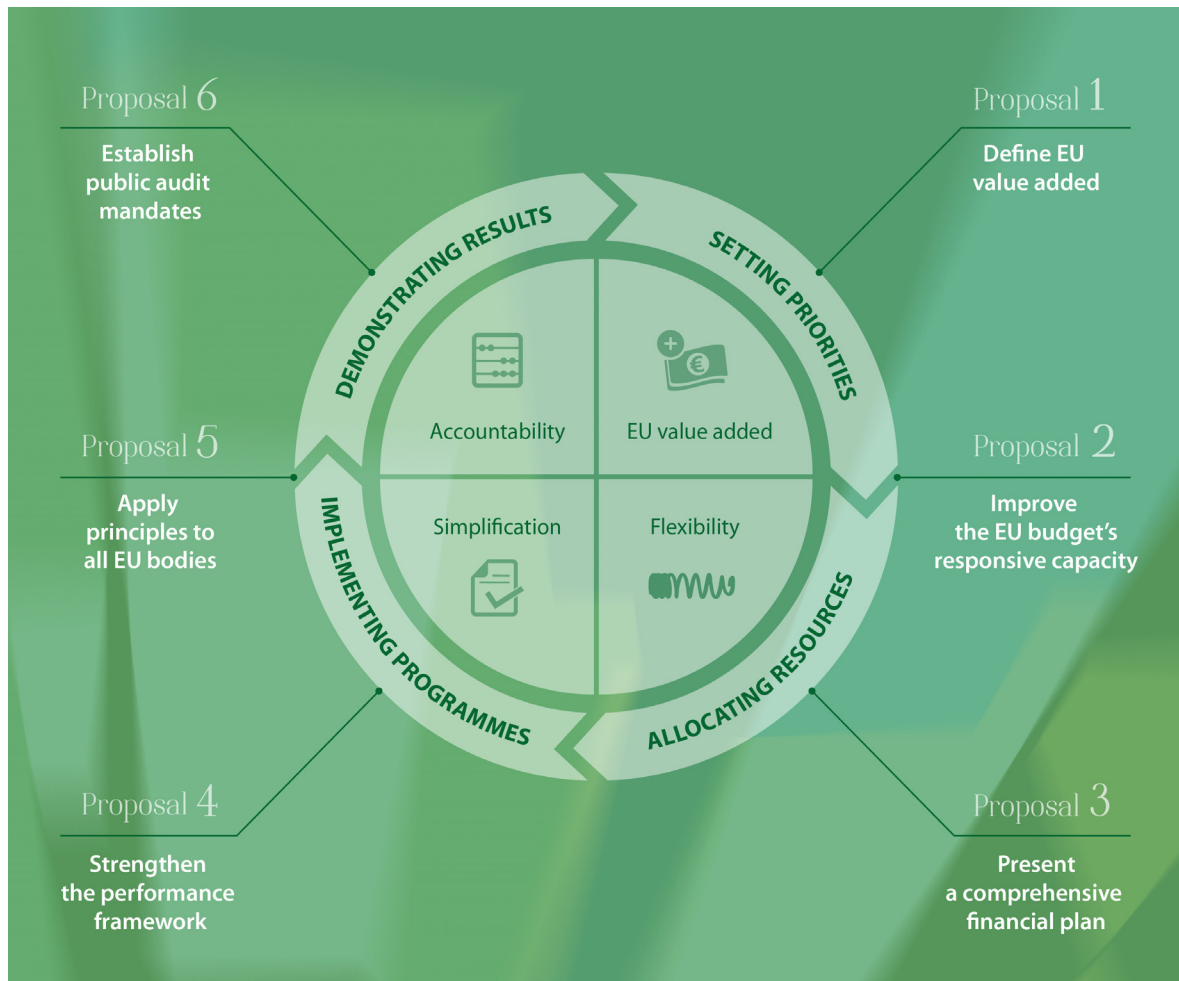 Proposal 6
Establish
public audit
mandates
Proposal 1
Define EU
value added
DEMONSTRATING RESULTS
SETTING PRIORITIES
Accountability
EU value added
Proposal 5
Apply
principles to
all EU bodies
Proposal 2
Improve
the EU budget’s
responsive capacity
Simplification
Flexibility
IMPLEMENTING PROGRAMMES
ALLOCATING RESOURCES
Proposal 4
Strengthen
the performance
framework
Proposal 3
Present
a comprehensive
financial plan